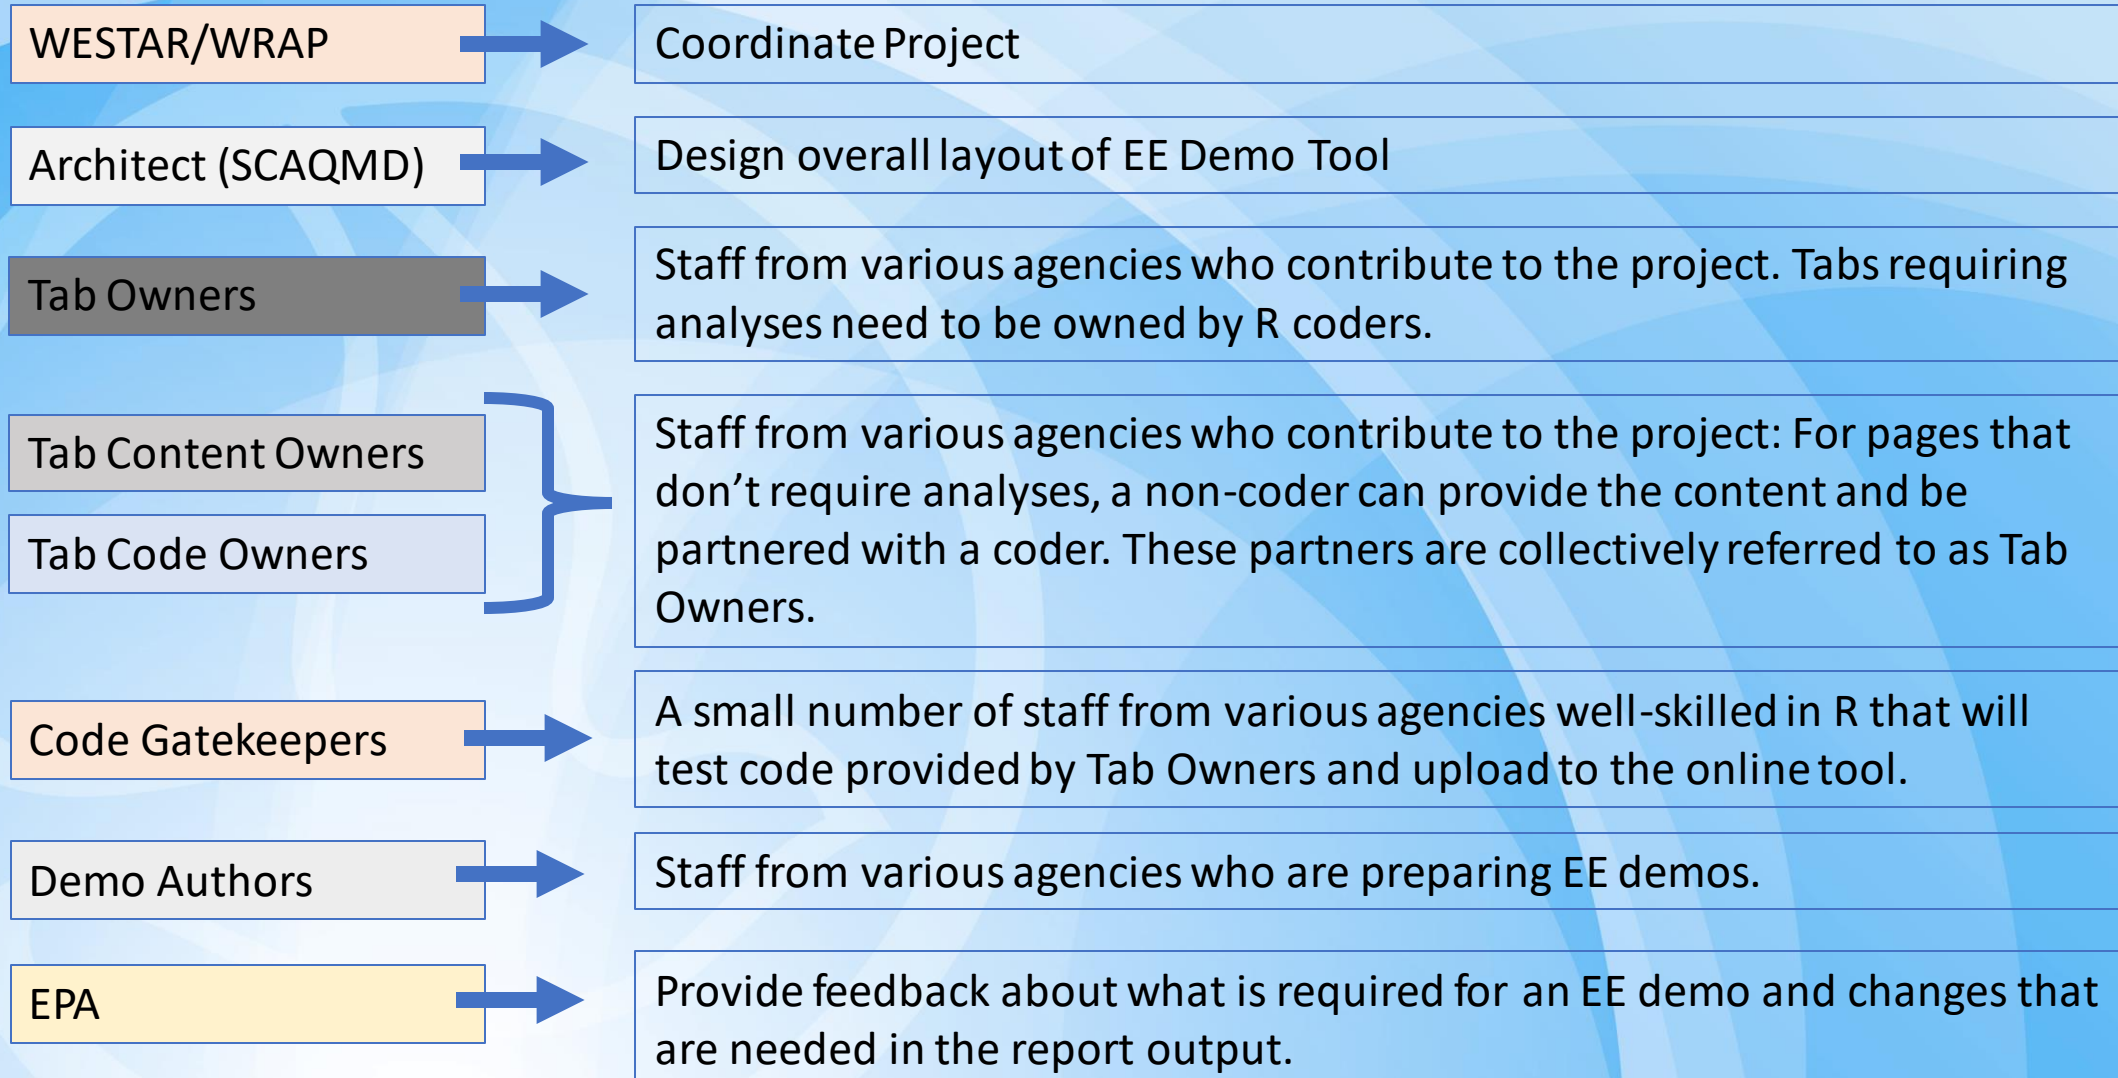 WESTAR/WRAP
Coordinate Project
Architect (SCAQMD)
Design overall layout of EE Demo Tool
Tab Owners
Staff from various agencies who contribute to the project. Tabs requiring
analyses need to be owned by R coders.
Tab Content Owners
Tab Code Owners
Staff from various agencies who contribute to the project: For pages that
don’t require analyses, a non-coder can provide the content and be
partnered with a coder. These partners are collectively referred to as Tab
Owners.
Code Gatekeepers
A small number of staff from various agencies well-skilled in R that will
test code provided by Tab Owners and upload to the online tool.
Demo Authors
Staff from various agencies who are preparing EE demos.
EPA
Provide feedback about what is required for an EE demo and changes that
are needed in the report output.